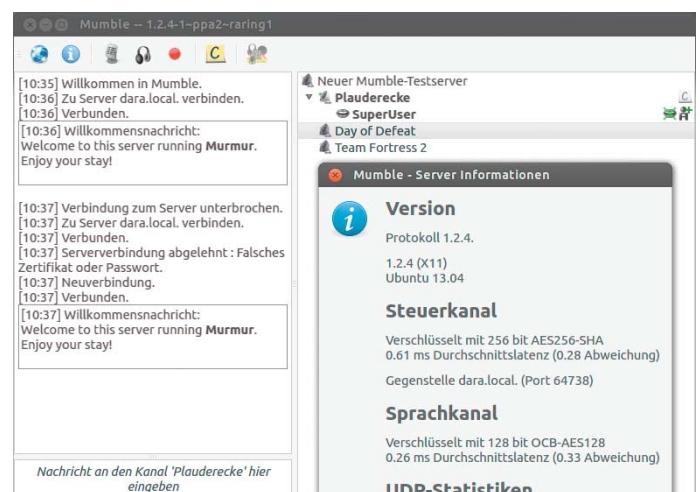 Mumble -- 1.2.4-1~ppa2~raring1
C
[10:35] Willkommen in Mumble.
[10:36] Zu Server dara.local. verbinden.
[10:36] Verbunden.
[10:36] Willkommensnachricht:
Welcome to this server running Murmur.
Enjoy your stay!
[10:37] Verbindung zum Server unterbrochen.
[10:37] Zu Server dara.local. verbinden.
[10:37] Verbunden.
[10:37] Serververbindung abgelehnt : Falsches
Zertifikat oder Passwort.
[10:37] Neuverbindung.
[10:37] Verbunden.
[10:37] Willkommensnachricht:
Welcome to this server running Murmur.
Enjoy your stay!
Nachricht an den Kanal 'Plauderecke' hier
eingeben
Neuer Mumble-Testserver
Plauderecke
C
SuperUser
Day of Defeat
Team Fortress 2
Mumble - Server Informationen
Version
Protokoll 1.2.4.
1.2.4 (X11)
Ubuntu 13.04
Steuerkanal
Verschlüsselt mit 256 bit AES256-SHA
0.61 ms Durchschnittslatenz (0.28 Abweichung)
Gegenstelle dara.local. (Port 64738)
Sprachkanal
Verschlüsselt mit 128 bit OCB-AES128
0.26 ms Durchschnittslatenz (0.33 Abweichung)
UDP-Statistiken